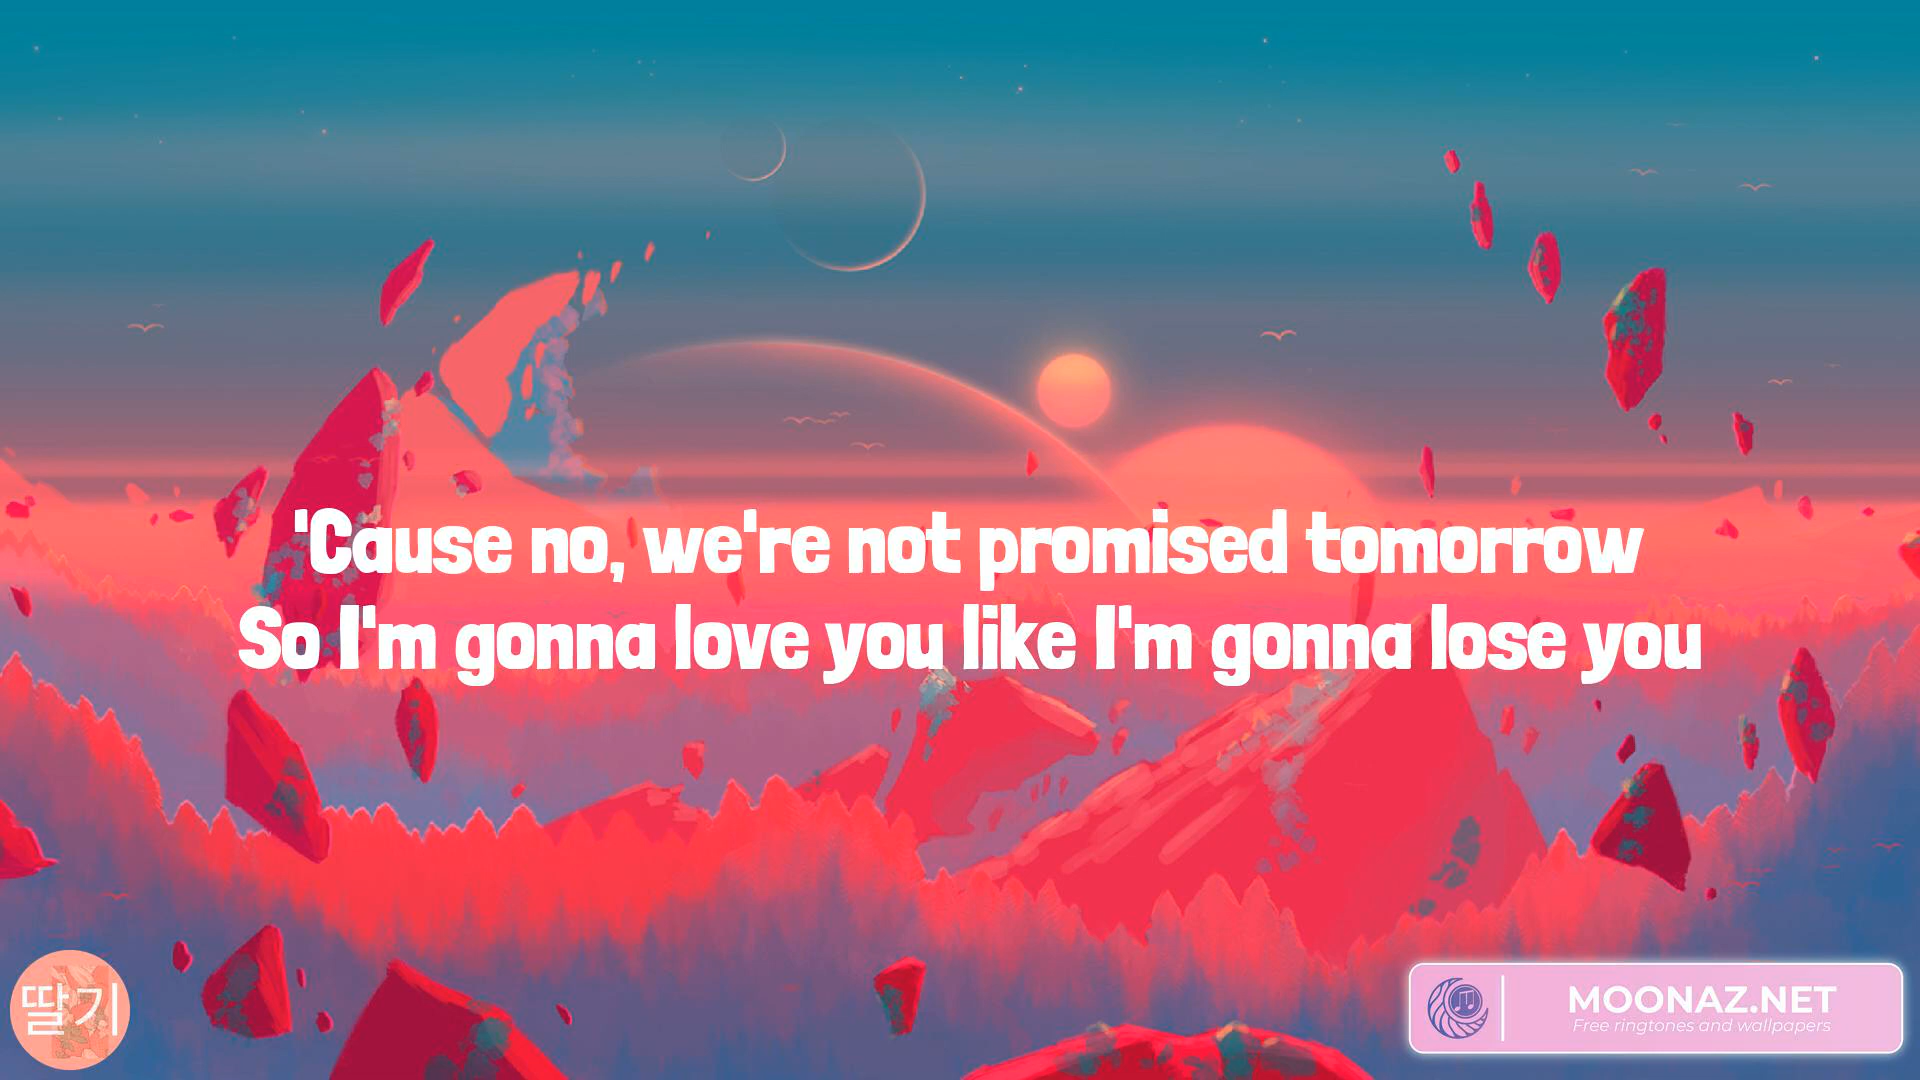 'Cause no, we're not promised tomorrow
So I'm gonna love you like I'm gonna lose you
딸기
MOONAZ.NET
Free ringtones and wallpapers